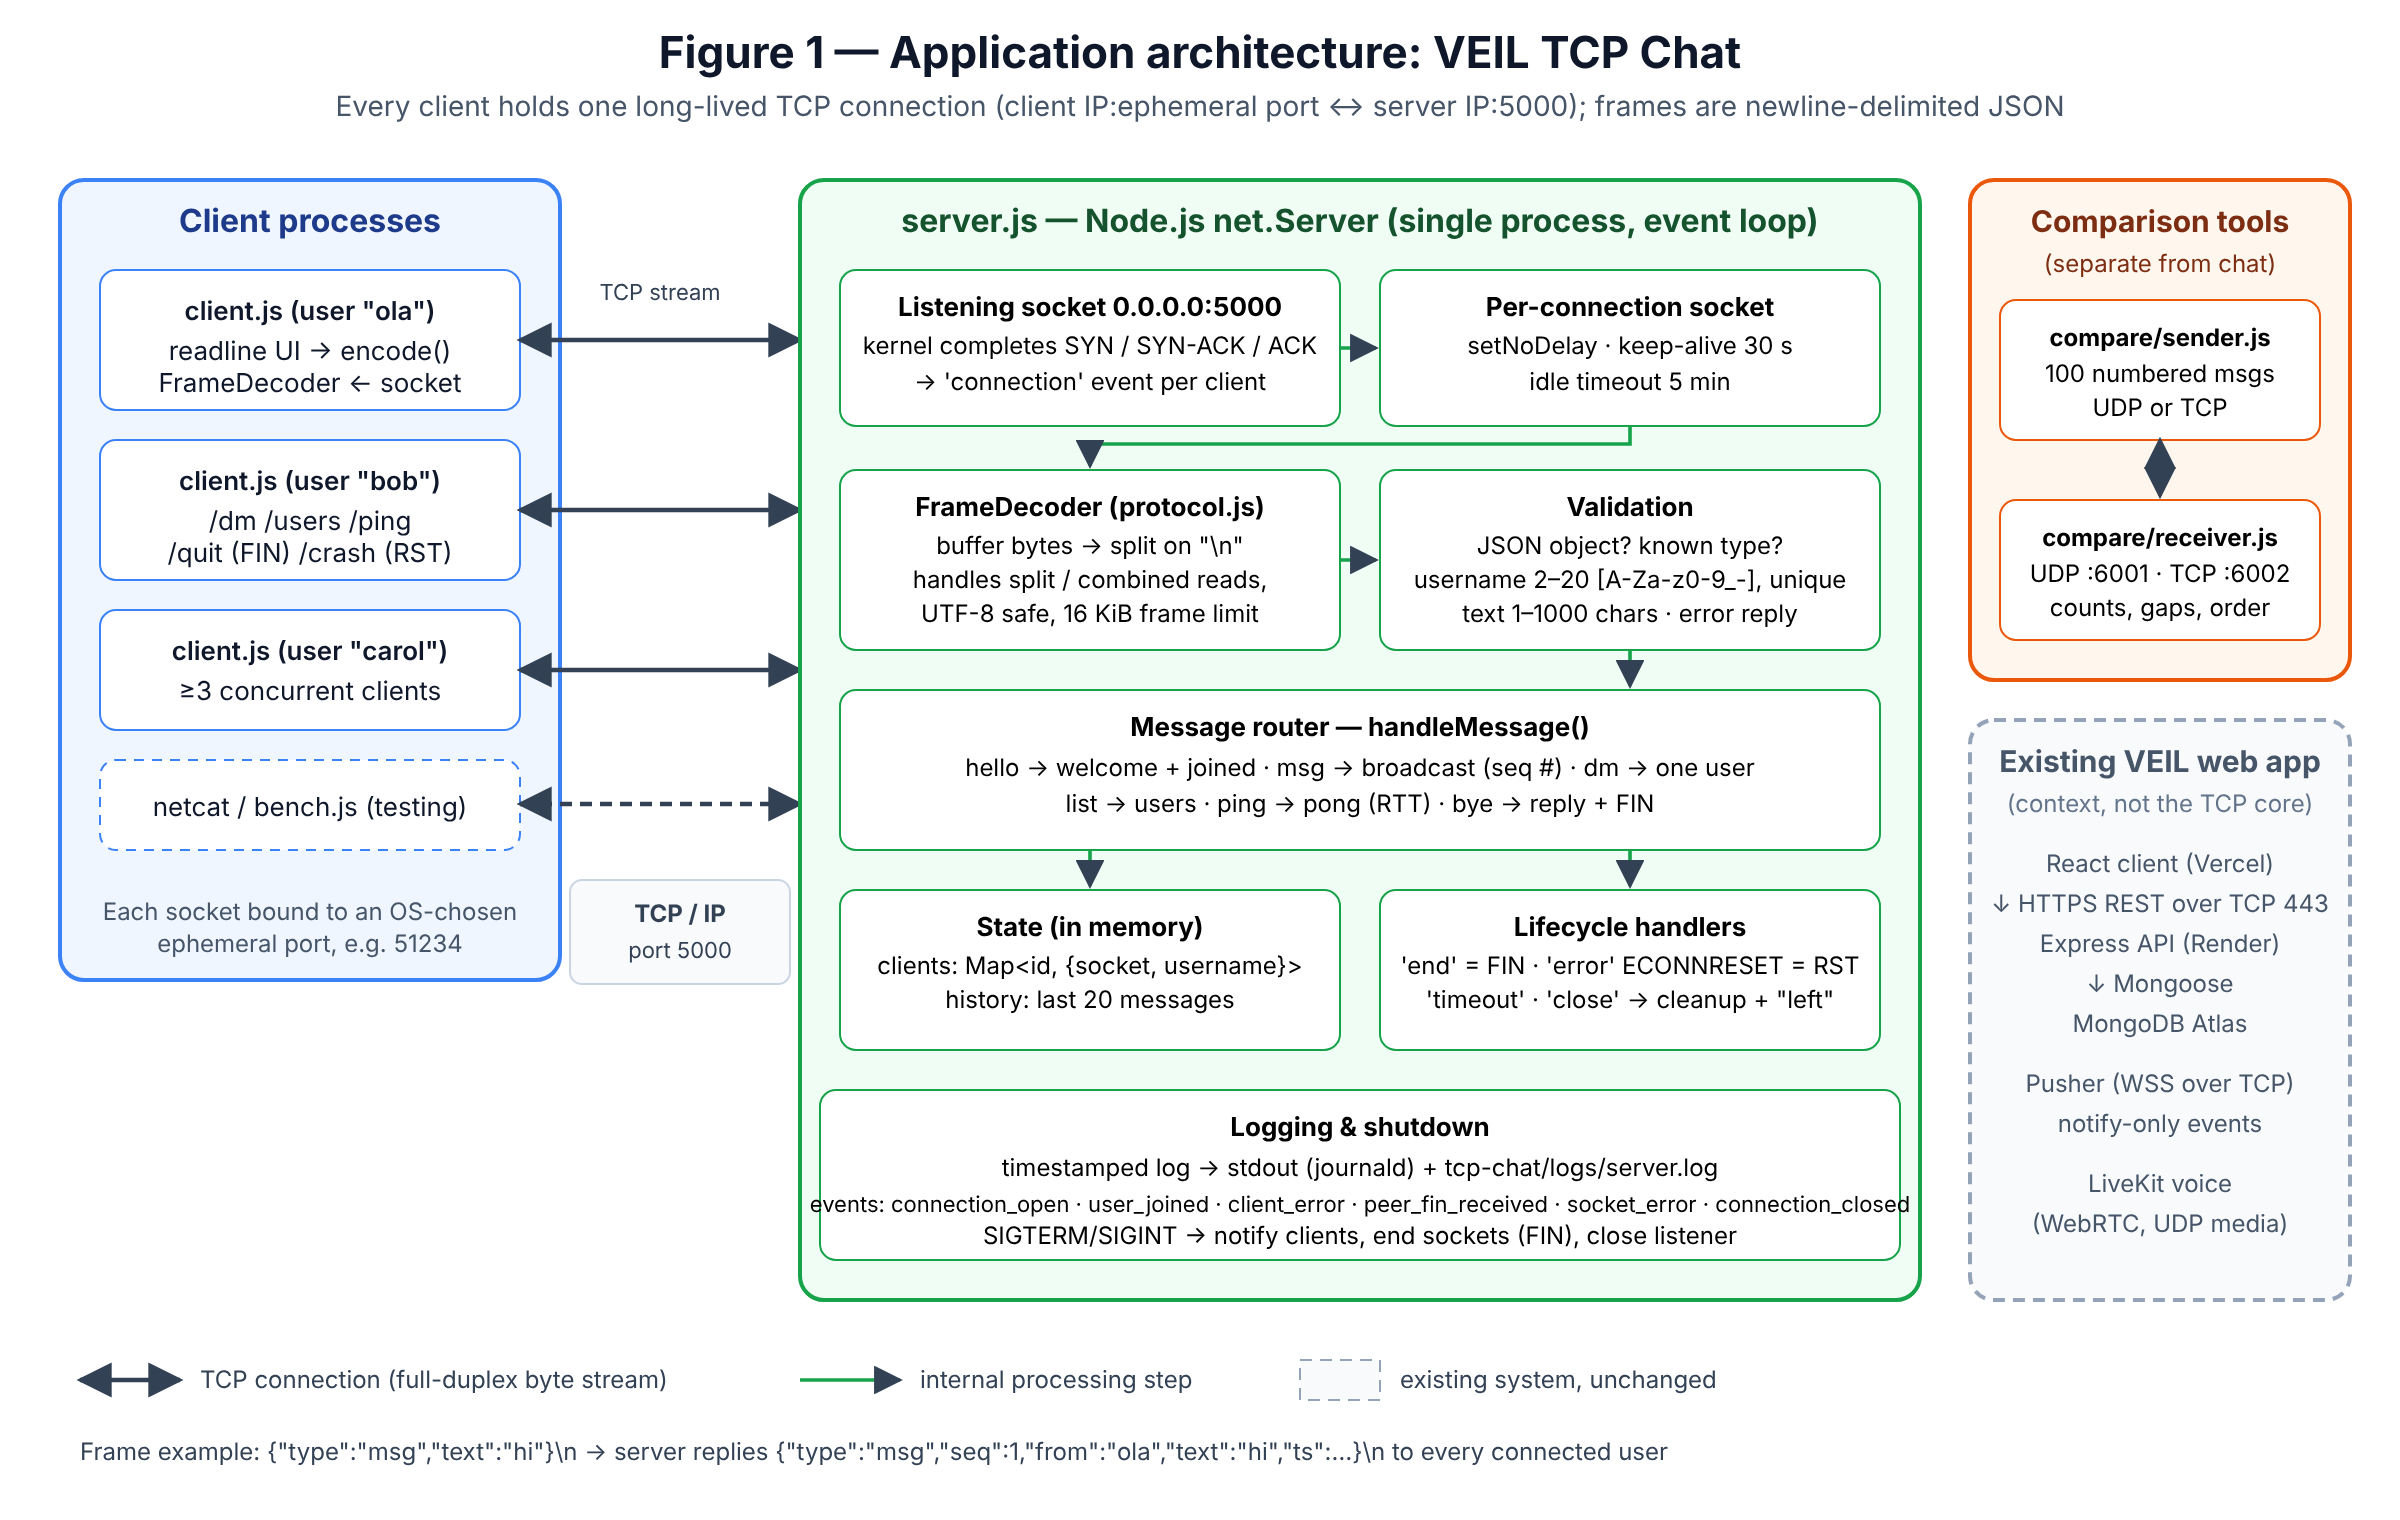 Figure 1 — Application architecture: VEIL TCP Chat
Every client holds one long-lived TCP connection (client IP:ephemeral port ↔ server IP:5000); frames are newline-delimited JSON
Client processes
client.js (user "ola")
readline UI → encode()
FrameDecoder ← socket
client.js (user "bob")
/dm /users /ping
/quit (FIN) /crash (RST)
client.js (user "carol")
≥3 concurrent clients
netcat / bench.js (testing)
Each socket bound to an OS-chosen
ephemeral port, e.g. 51234
TCP stream
TCP / IP
port 5000
server.js — Node.js net.Server (single process, event loop)
Listening socket 0.0.0.0:5000
kernel completes SYN / SYN-ACK / ACK
→ 'connection' event per client
Per-connection socket
setNoDelay · keep-alive 30 s
idle timeout 5 min
FrameDecoder (protocol.js)
buffer bytes → split on "\n"
handles split / combined reads,
UTF-8 safe, 16 KiB frame limit
Validation
JSON object? known type?
username 2–20 [A-Za-z0-9_-], unique
text 1–1000 chars · error reply
Message router — handleMessage()
hello → welcome + joined · msg → broadcast (seq #) · dm → one user
list → users · ping → pong (RTT) · bye → reply + FIN
State (in memory)
clients: Map<id, {socket, username}>
history: last 20 messages
Lifecycle handlers
'end' = FIN · 'error' ECONNRESET = RST
'timeout' · 'close' → cleanup + "left"
Logging & shutdown
timestamped log → stdout (journald) + tcp-chat/logs/server.log
events: connection_open · user_joined · client_error · peer_fin_received · socket_error · connection_closed
SIGTERM/SIGINT → notify clients, end sockets (FIN), close listener
Comparison tools
(separate from chat)
compare/sender.js
100 numbered msgs
UDP or TCP
compare/receiver.js
UDP :6001 · TCP :6002
counts, gaps, order
Existing VEIL web app
(context, not the TCP core)
React client (Vercel)
↓ HTTPS REST over TCP 443
Express API (Render)
↓ Mongoose
MongoDB Atlas
Pusher (WSS over TCP)
notify-only events
LiveKit voice
(WebRTC, UDP media)
TCP connection (full-duplex byte stream)
internal processing step
existing system, unchanged
Frame example: {"type":"msg","text":"hi"}\n → server replies {"type":"msg","seq":1,"from":"ola","text":"hi","ts":...}\n to every connected user